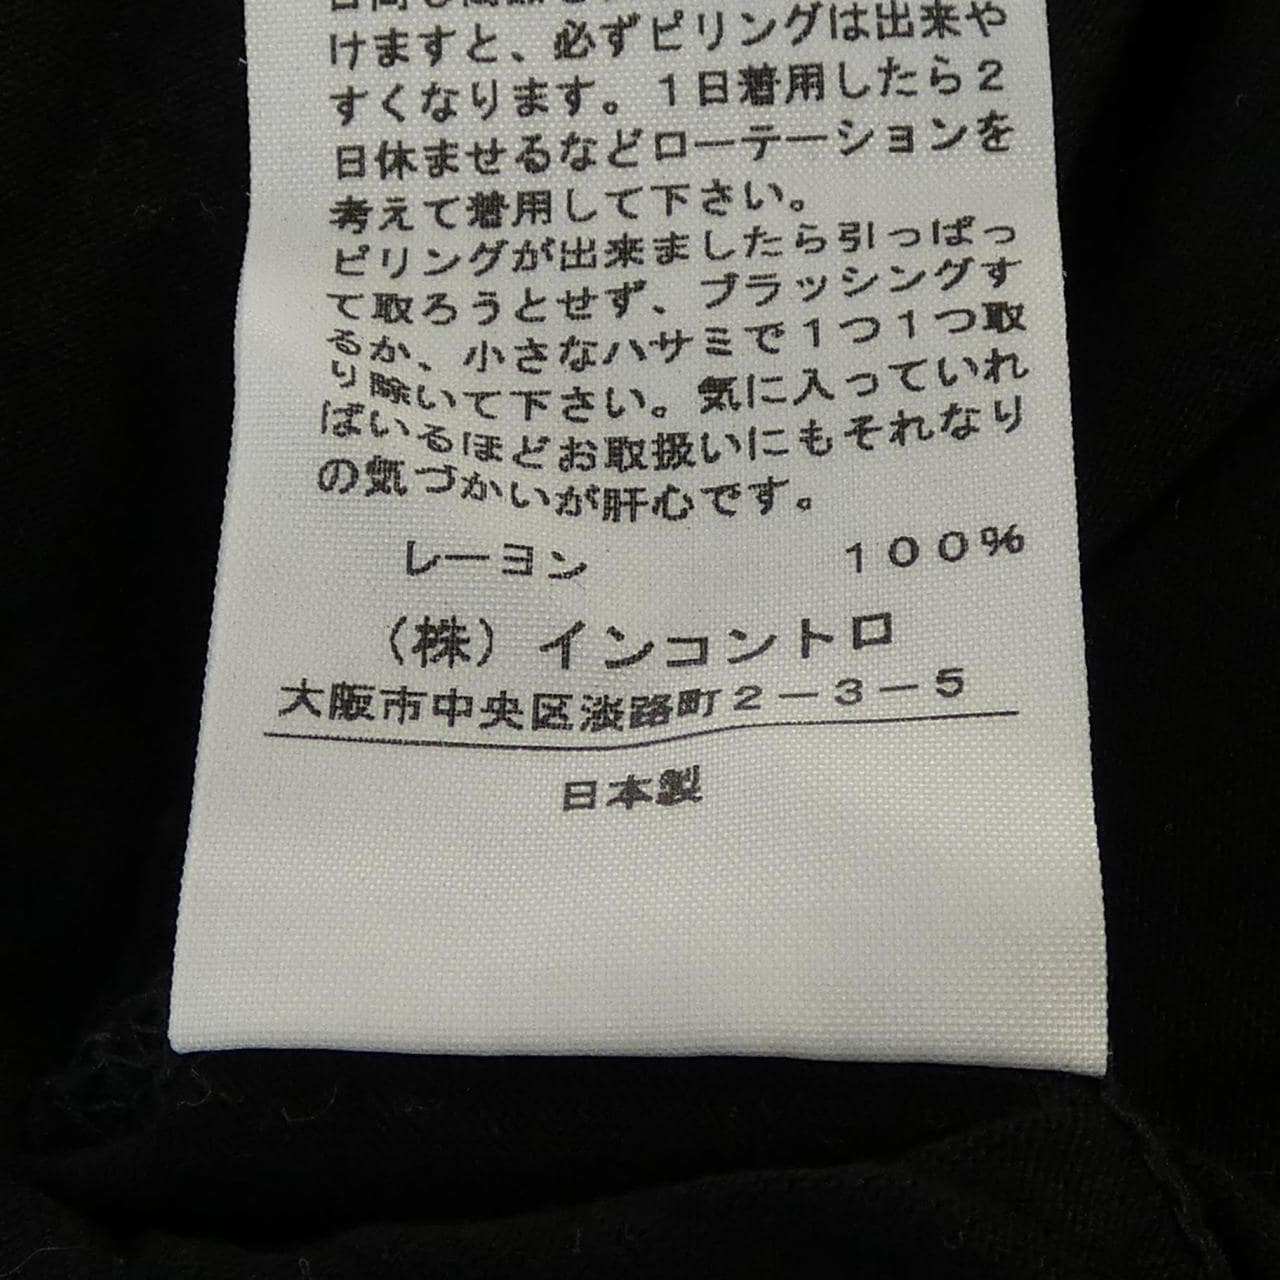 けますと、必ずピリングは出来や
すくなります。1日着用したら2
日休ませるなどローテーションを
考えて着用して下さい。
ピリングが出来ましたら引っぱっ
て取ろうとせず、ブラッシングす
るか、小さなハサミで1つ1つ取
り除いて下さい。気に入っていれ
ばいるほどお取扱いにもそれなり
の気づかいが肝心です。
レーヨン 100%
(株)インコントロ
大阪市中央区淡路町2-3-5
日本製